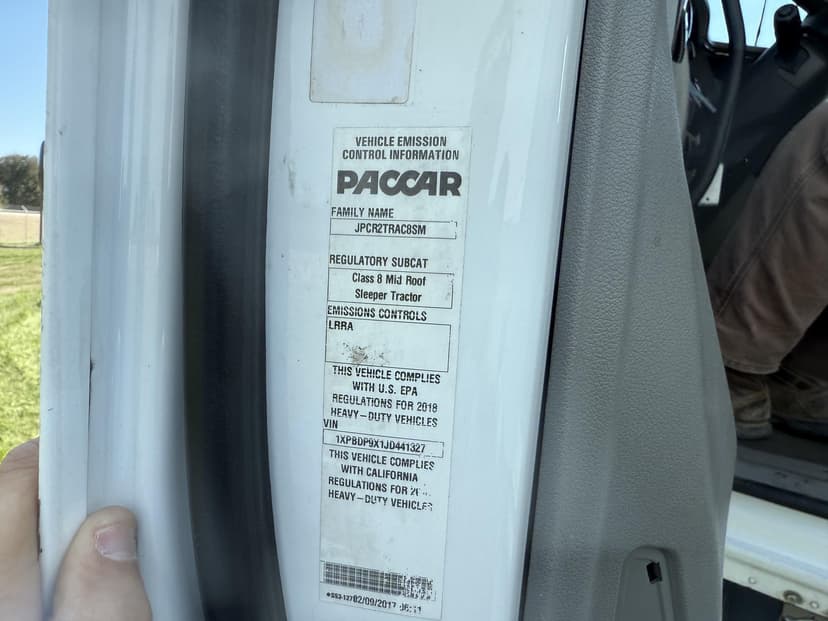 VEHICLE EMISSION
CONTROL INFORMATION
PACCAR
FAMILY NAME
JPCR2TRAC8SM
REGULATORY SUBCAT
Class 8 Mid Roof
Sleeper Tractor
EMISSIONS CONTROLS
LRRA
THIS VEHICLE COMPLIES
WITH U.S. EPA
REGULATIONS FOR 2018
HEAVY-DUTY VEHICLES
VIN
1XPBDP9X1JD441327
THIS VEHICLE COMPLIES
WITH CALIFORNIA
REGULATIONS FOR
HEAVY-DUTY VEHICLES
02/09/2017